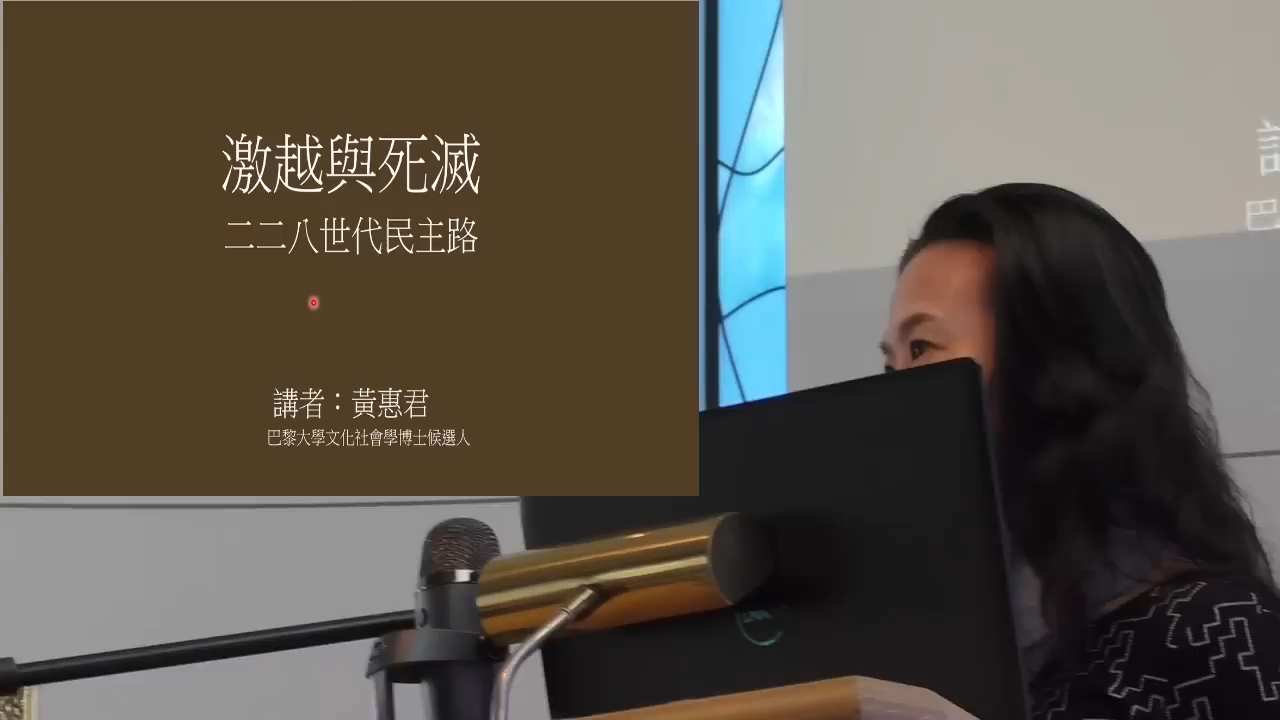 激越與死滅
二二八世代民主路
講者：黃惠君
巴黎大學文化社會學博士候選人
巴